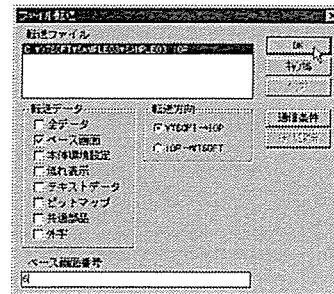 ファイル転送
転送ファイル
OK
キャンセル
転送データ
全データ
ベース画面
本体環境設定
流れ表示
テキストデータ
ビットマップ
共通部品
外字
転送方向
通信条件
ベース画面番号
6